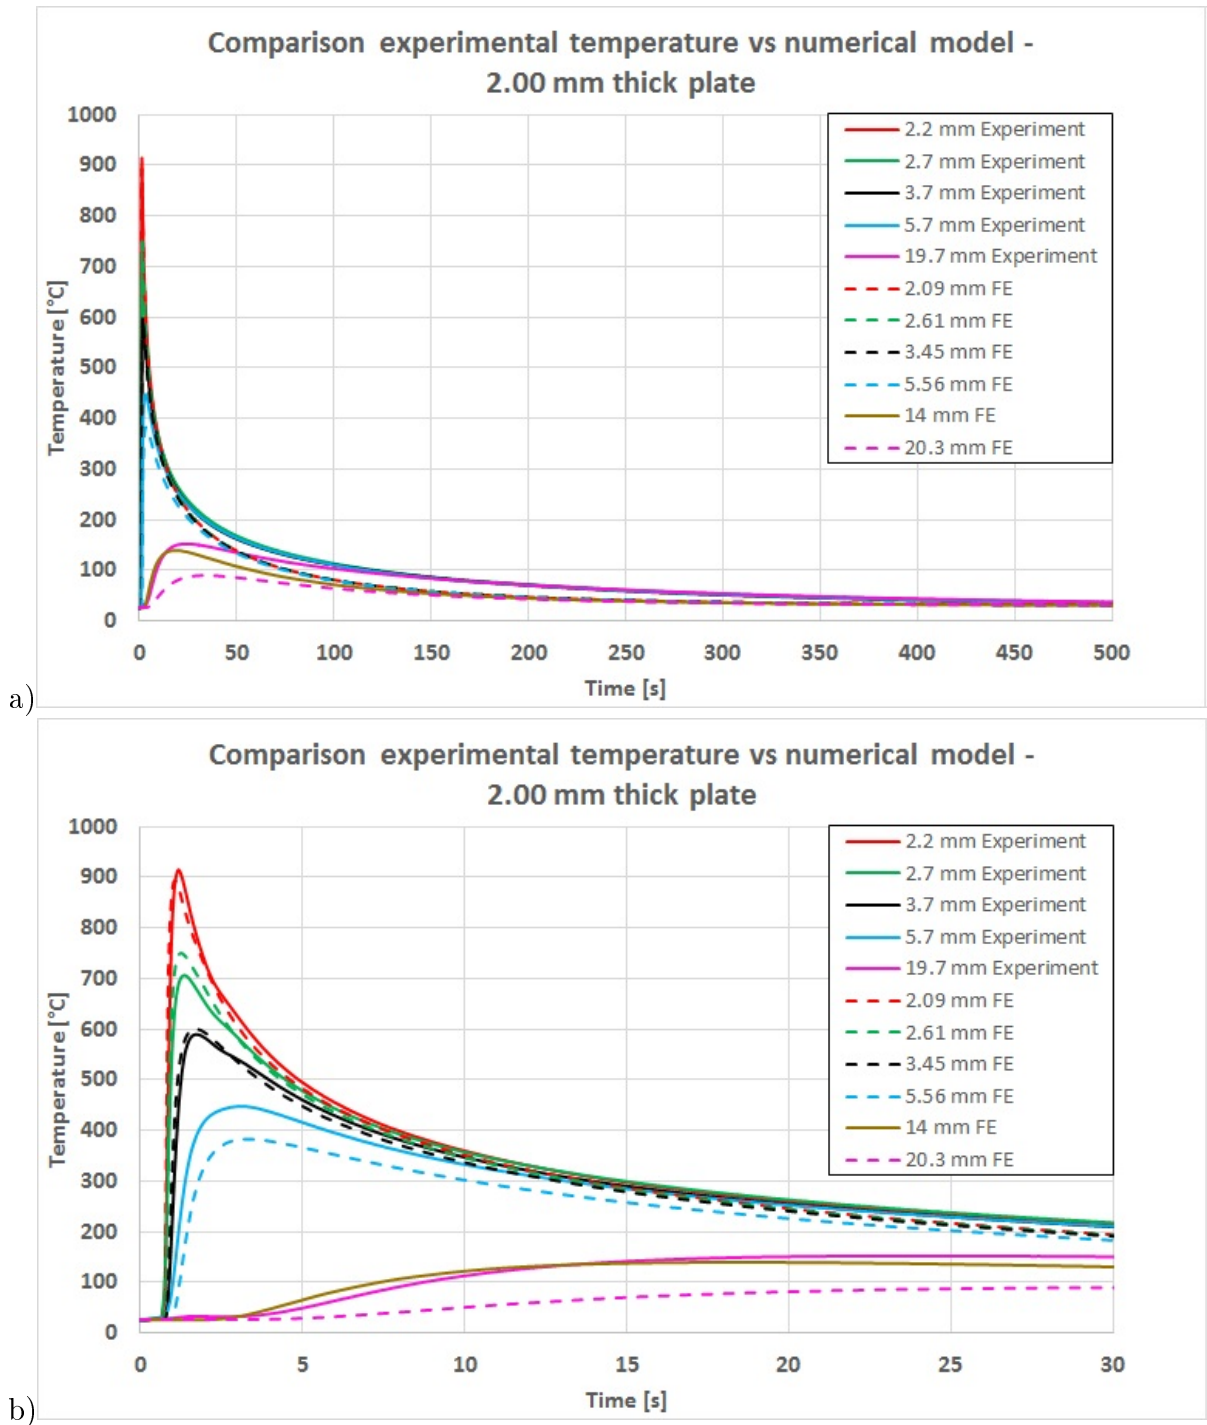 Comparison experimental temperature vs numerical model -
2.00 mm thick plate
1000
900
800
700
600
500
400
300
200
100
0
Temperature [°C]
0 50 100 150 200 250 300 350 400 450 500
Time [s]
2.2 mm Experiment
2.7 mm Experiment
3.7 mm Experiment
5.7 mm Experiment
19.7 mm Experiment
2.09 mm FE
2.61 mm FE
3.45 mm FE
5.56 mm FE
14 mm FE
20.3 mm FE
a)
Comparison experimental temperature vs numerical model -
2.00 mm thick plate
1000
900
800
700
600
500
400
300
200
100
0
Temperature [°C]
0 5 10 15 20 25 30
Time [s]
2.2 mm Experiment
2.7 mm Experiment
3.7 mm Experiment
5.7 mm Experiment
19.7 mm Experiment
2.09 mm FE
2.61 mm FE
3.45 mm FE
5.56 mm FE
14 mm FE
20.3 mm FE
b)